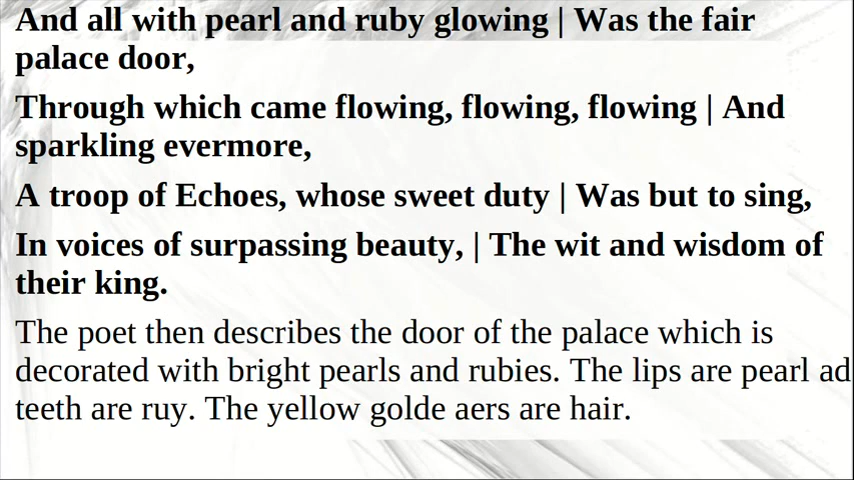 And all with pearl and ruby glowing | Was the fair
palace door,
Through which came flowing, flowing, flowing | And
sparkling evermore,
A troop of Echoes, whose sweet duty | Was but to sing,
In voices of surpassing beauty, | The wit and wisdom of
their king.
The poet then describes the door of the palace which is
decorated with bright pearls and rubies. The lips are pearl ad
teeth are ruy. The yellow golde aers are hair.